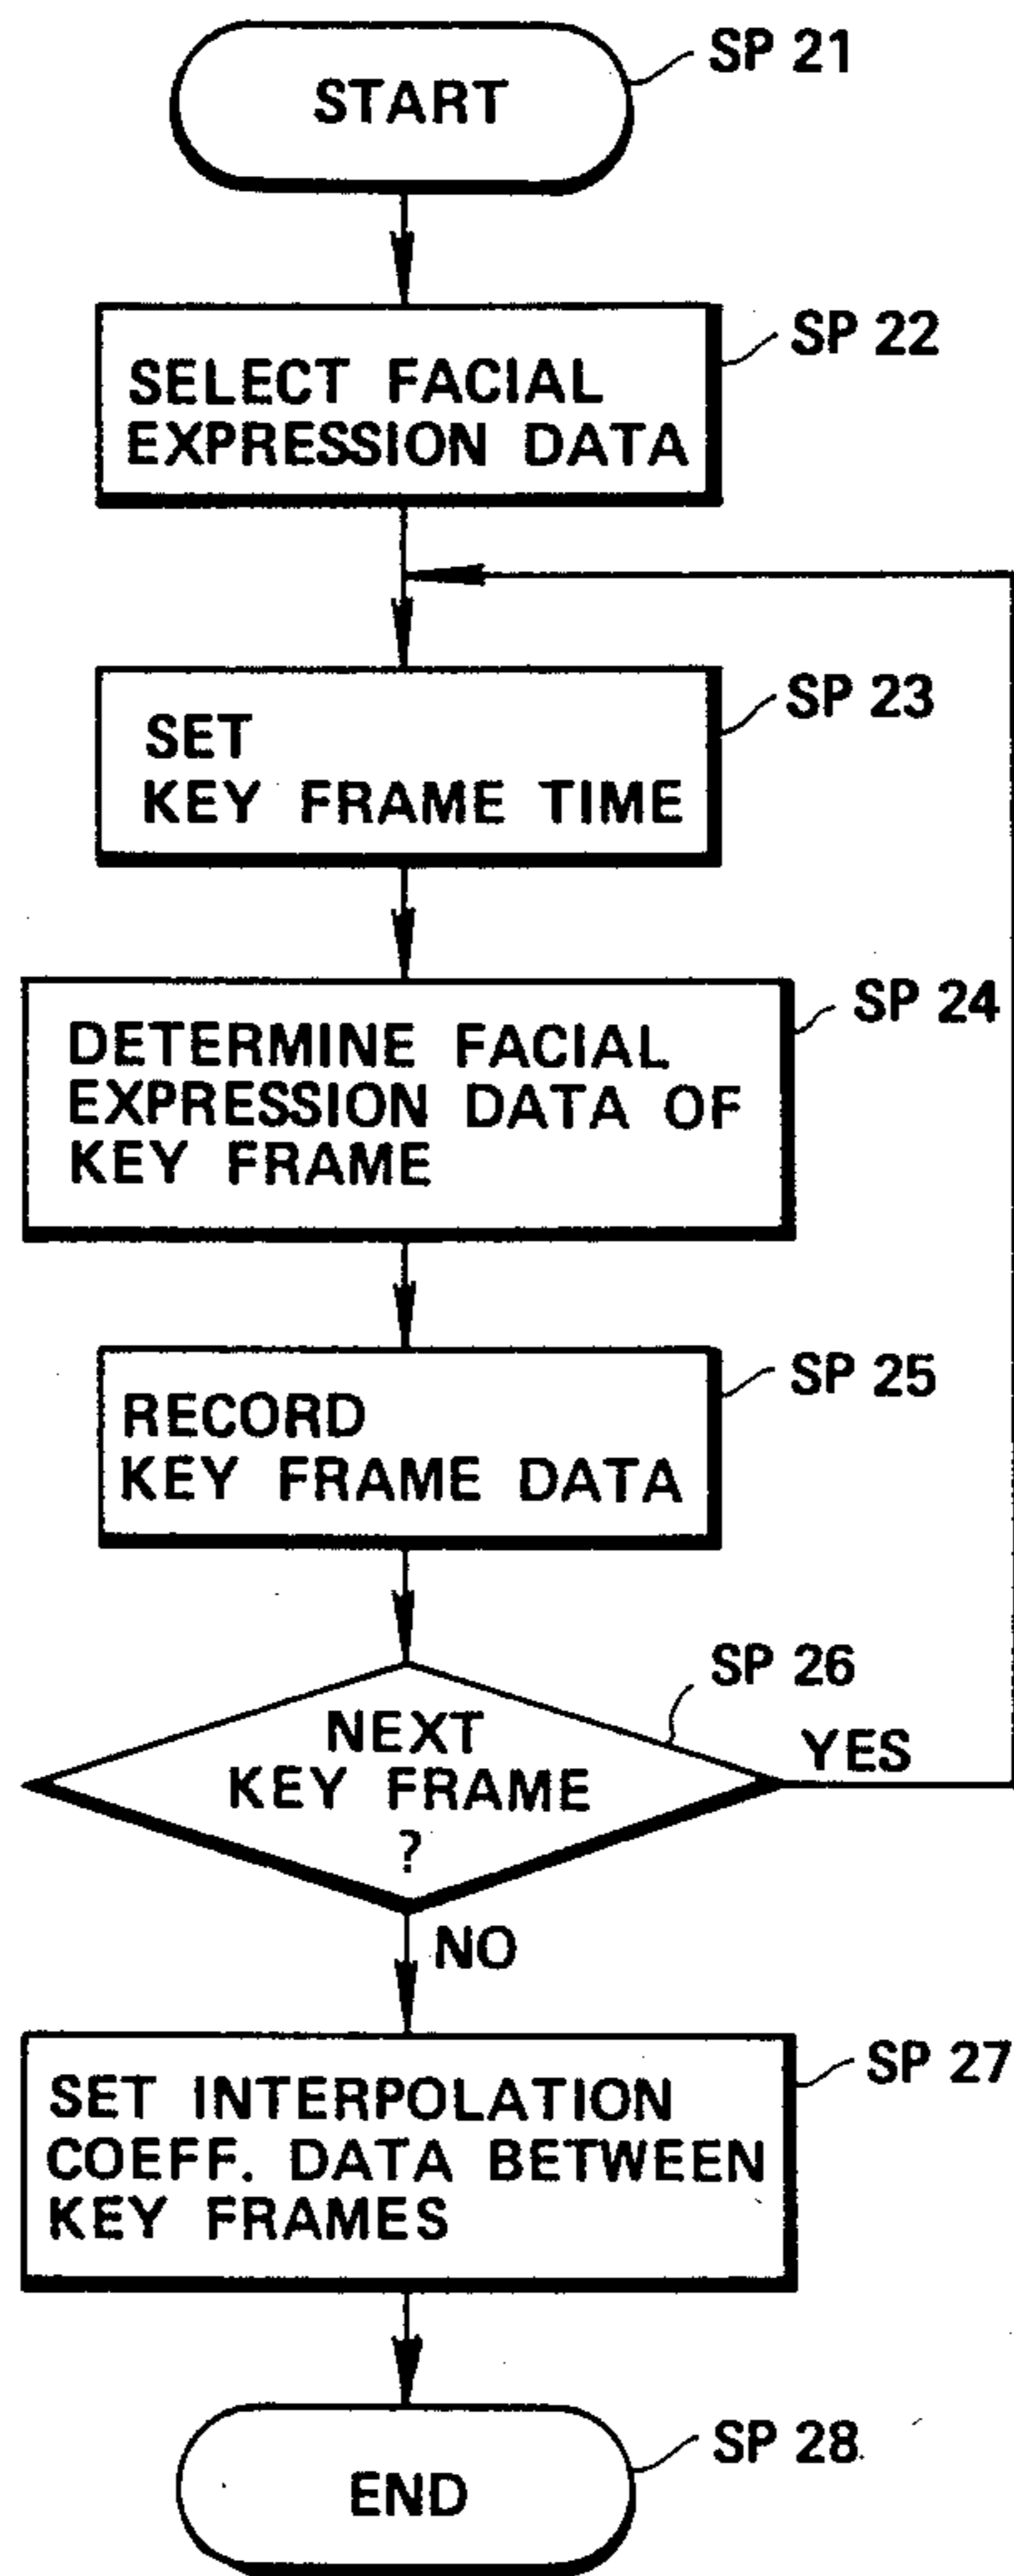 START
SP 21
SELECT FACIAL
EXPRESSION DATA
SP 22
SET
KEY FRAME TIME
SP 23
DETERMINE FACIAL
EXPRESSION DATA OF
KEY FRAME
SP 24
RECORD
KEY FRAME DATA
SP 25
NEXT
KEY FRAME
?
SP 26
YES
NO
SET INTERPOLATION
COEFF. DATA BETWEEN
KEY FRAMES
SP 27
END
SP 28